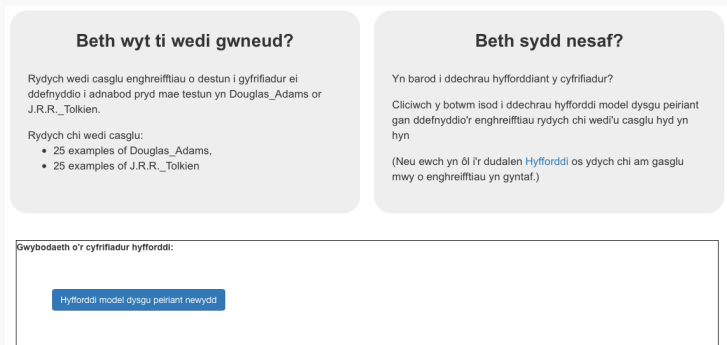 Beth wyt ti wedi gwneud?
Rydych wedi casglu enghreifftiau o destun i gyfrifiadur ei
ddefnyddio i adnabod pryd mae testun yn Douglas_Adams or
J.R.R._Tolkien.
Rydych chi wedi casglu:
25 examples of Douglas_Adams,
25 examples of J.R.R._Tolkien
Beth sydd nesaf?
Yn barod i ddechrau hyfforddiant y cyfrifiadur?
Cliciwch y botwm isod i ddechrau hyfforddi model dysgu peiriant
gan ddefnyddio'r enghreifftiau rydych chi wedi'u casglu hyd yn
hyn
(Neu ewch yn ôl i'r dudalen Hyfforddi os ydych chi am gasglu
mwy o enghreifftiau yn gyntaf.)
Gwybodaeth o'r cyfrifiadur hyfforddi:
Hyfforddi model dysgu peiriant newydd